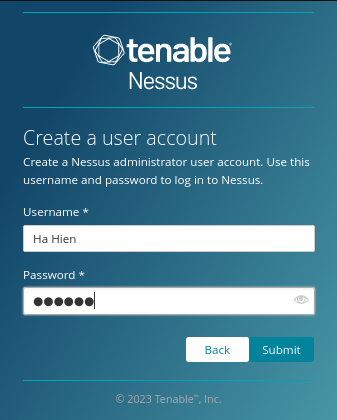 tenable
Nessus
Create a user account
Create a Nessus administrator user account. Use this
username and password to log in to Nessus.
Username *
Ha Hien
Password *
●●●●●●
Back Submit
© 2023 Tenable™, Inc.